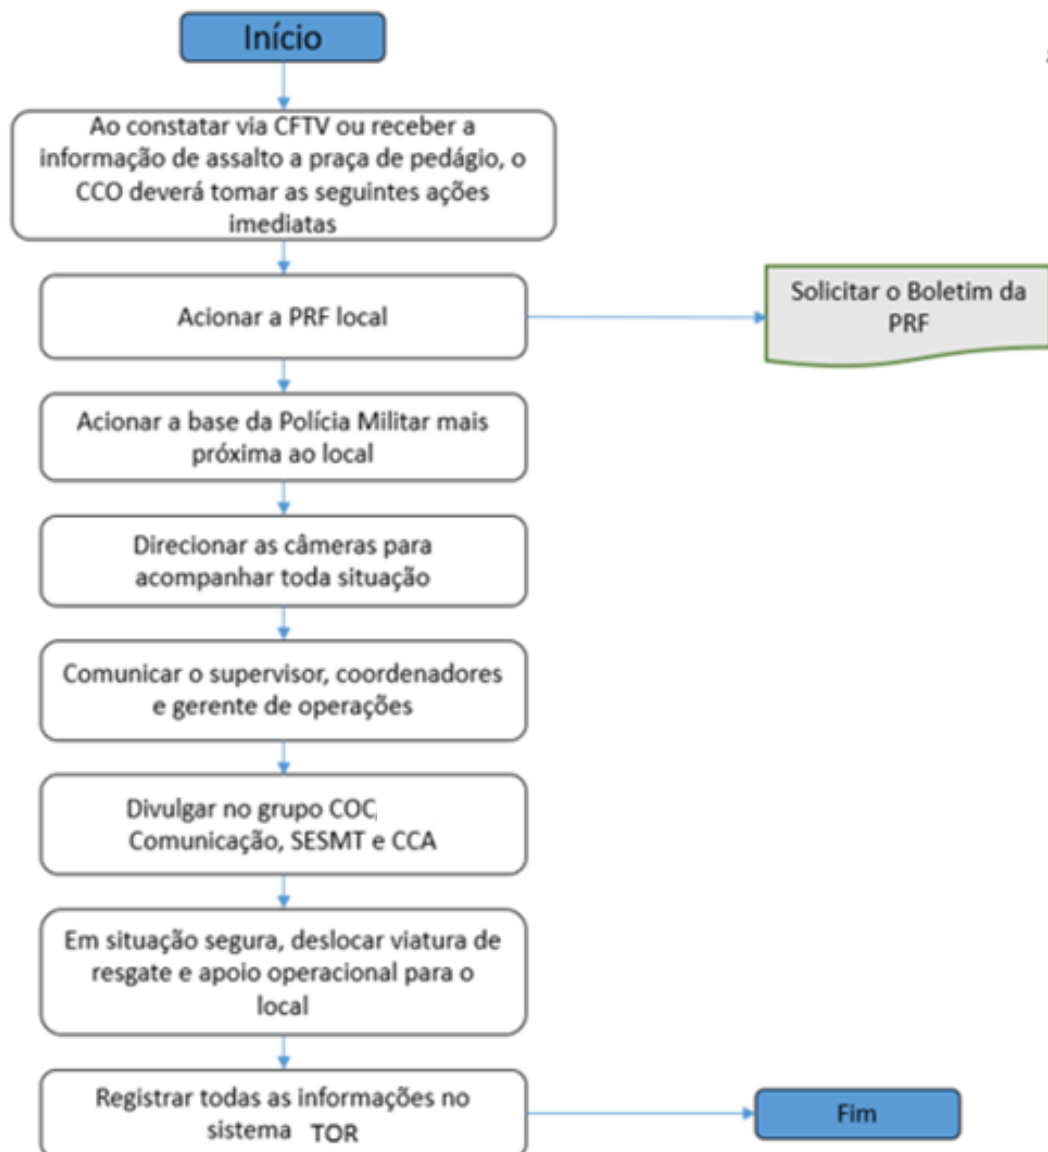 Início
Ao constatar via CFTV ou receber a
informação de assalto a praça de pedágio, o
CCO deverá tomar as seguintes ações
imediatas
Acionar a PRF local
Solicitar o Boletim da
PRF
Acionar a base da Polícia Militar mais
próxima ao local
Direcionar as câmeras para
acompanhar toda situação
Comunicar o supervisor, coordenadores
e gerente de operações
Divulgar no grupo COC,
Comunicação, SESMT e CCA
Em situação segura, deslocar viatura de
resgate e apoio operacional para o
local
Registrar todas as informações no
sistema TOR
Fim